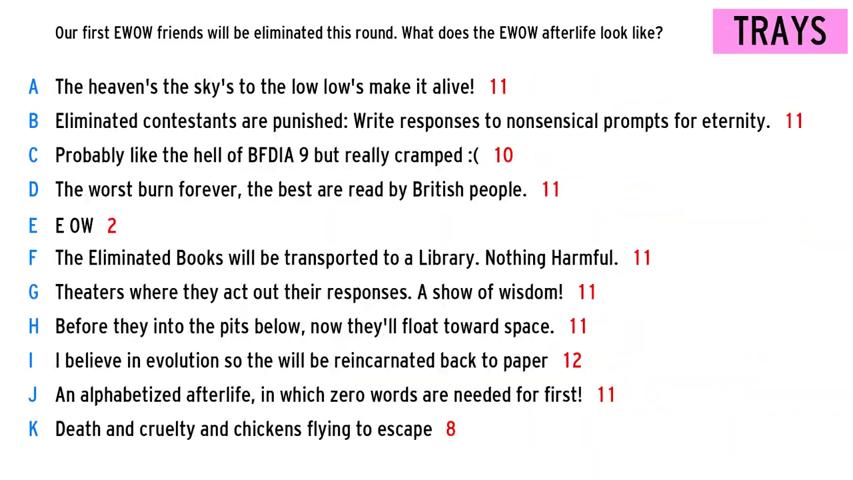 Our first EWOW friends will be eliminated this round. What does the EWOW afterlife look like?
TRAYS
A The heaven's the sky's to the low low's make it alive! 11
B Eliminated contestants are punished: Write responses to nonsensical prompts for eternity. 11
C Probably like the hell of BFDIA 9 but really cramped :( 10
D The worst burn forever, the best are read by British people. 11
E E OW 2
F The Eliminated Books will be transported to a Library. Nothing Harmful. 11
G Theaters where they act out their responses. A show of wisdom! 11
H Before they into the pits below, now they'll float toward space. 11
I I believe in evolution so the will be reincarnated back to paper 12
J An alphabetized afterlife, in which zero words are needed for first! 11
K Death and cruelty and chickens flying to escape 8